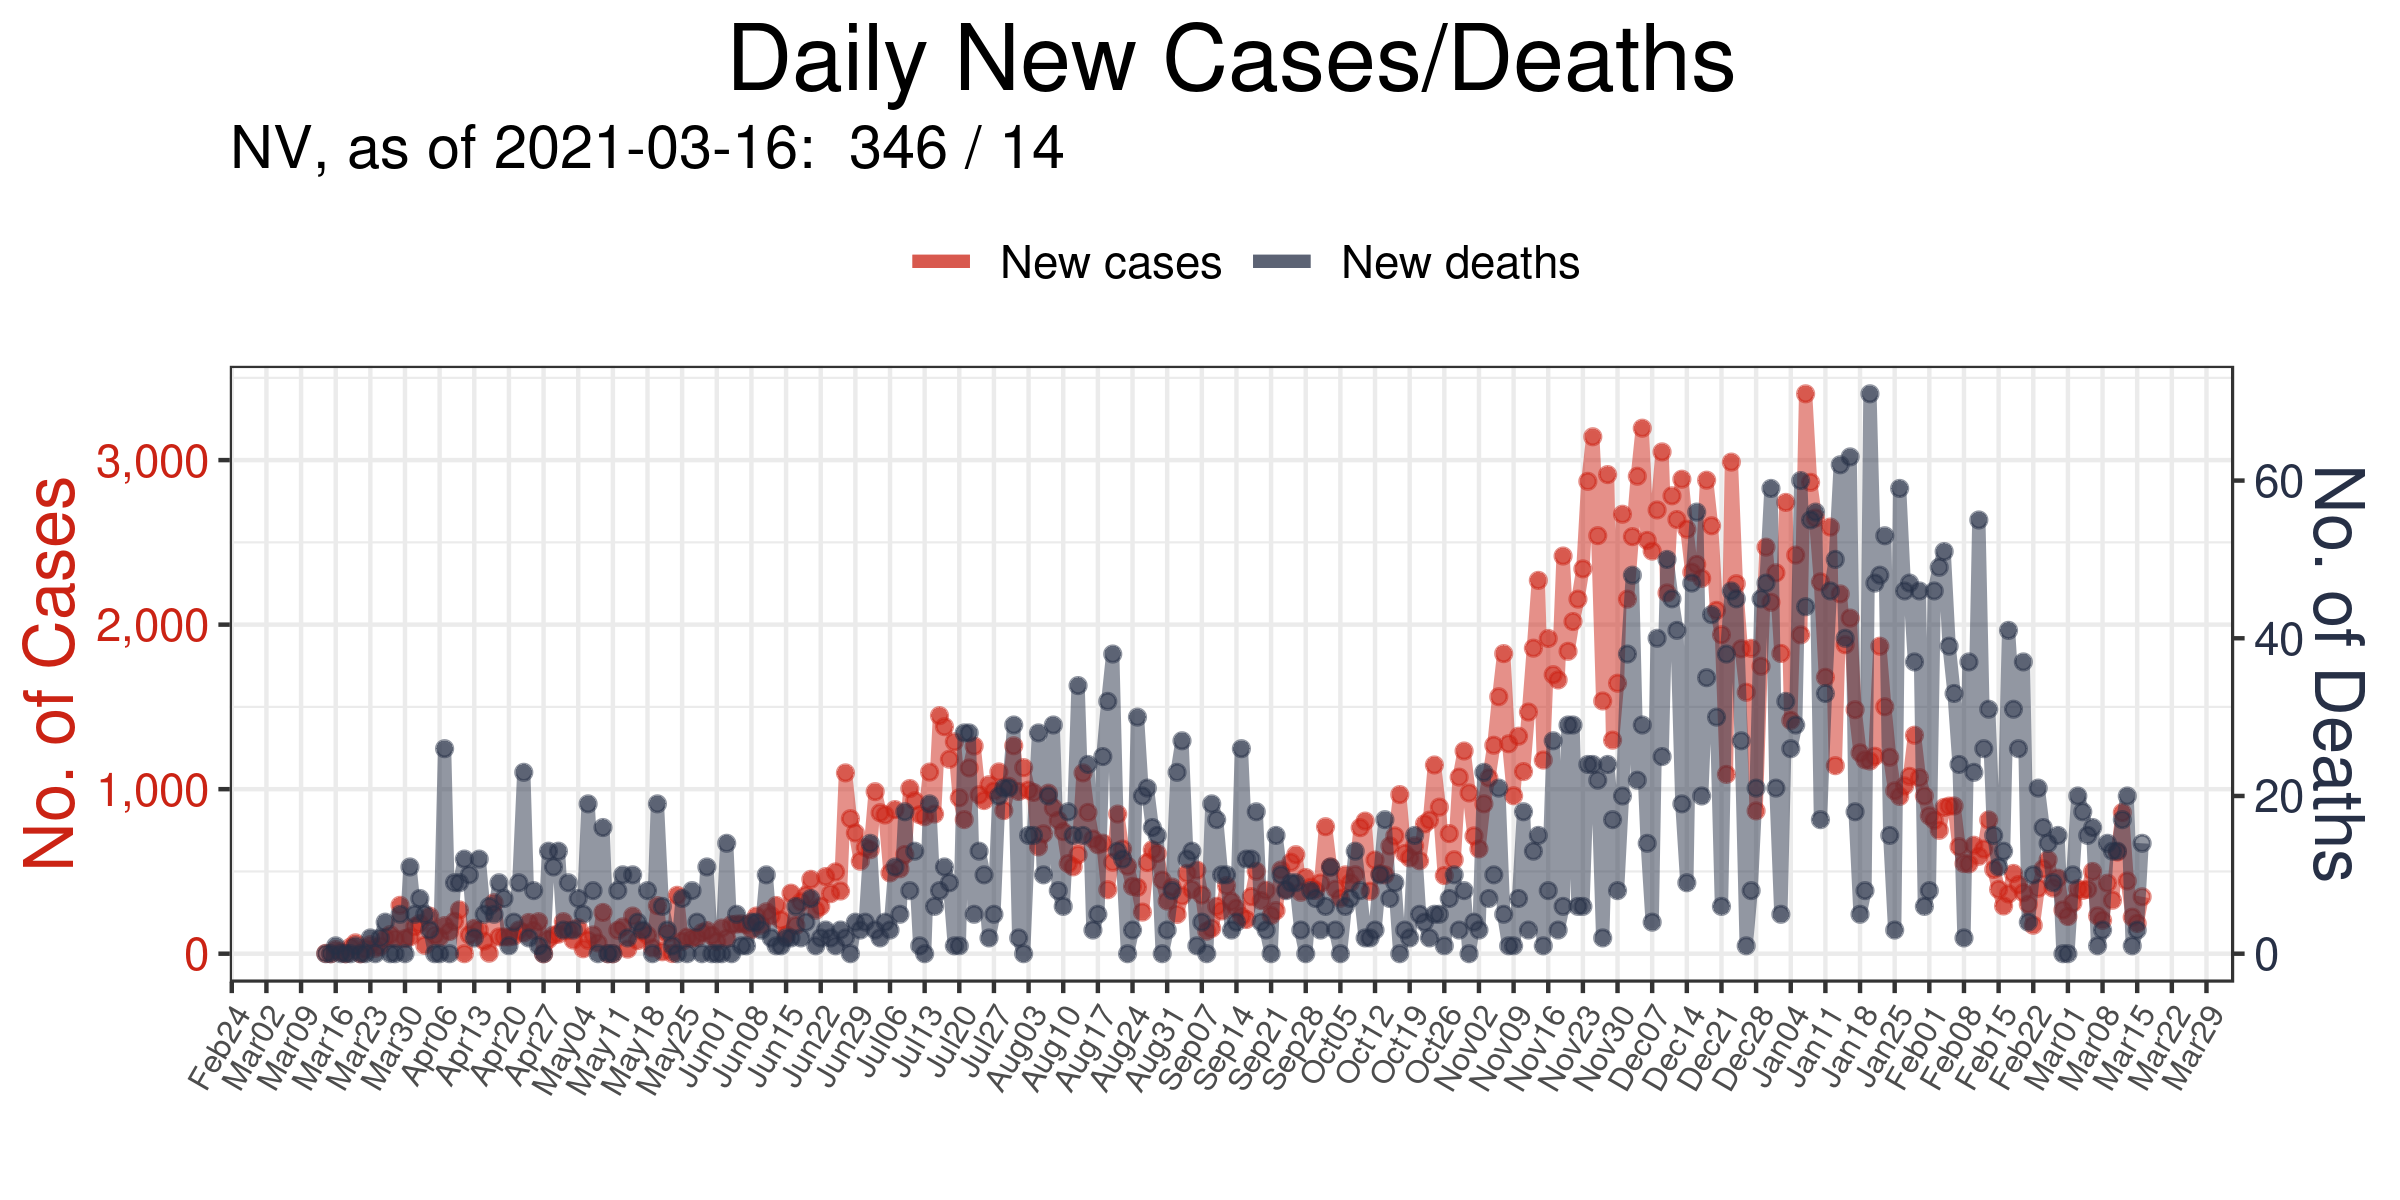 Daily New Cases/Deaths
NV, as of 2021-03-16:  346 / 14
New cases
New deaths
No. of Cases
3,000
2,000
1,000
0
60
40
20
0
No. of Deaths
Feb24
Mar02
Mar09
Mar16
Mar23
Mar30
Apr06
Apr13
Apr20
Apr27
May04
May11
May18
May25
Jun01
Jun08
Jun15
Jun22
Jun29
Jul06
Jul13
Jul20
Jul27
Aug03
Aug10
Aug17
Aug24
Aug31
Sep07
Sep14
Sep21
Sep28
Oct05
Oct12
Oct19
Oct26
Nov02
Nov09
Nov16
Nov23
Nov30
Dec07
Dec14
Dec21
Dec28
Jan04
Jan11
Jan18
Jan25
Feb01
Feb08
Feb15
Feb22
Mar01
Mar08
Mar15
Mar22
Mar29